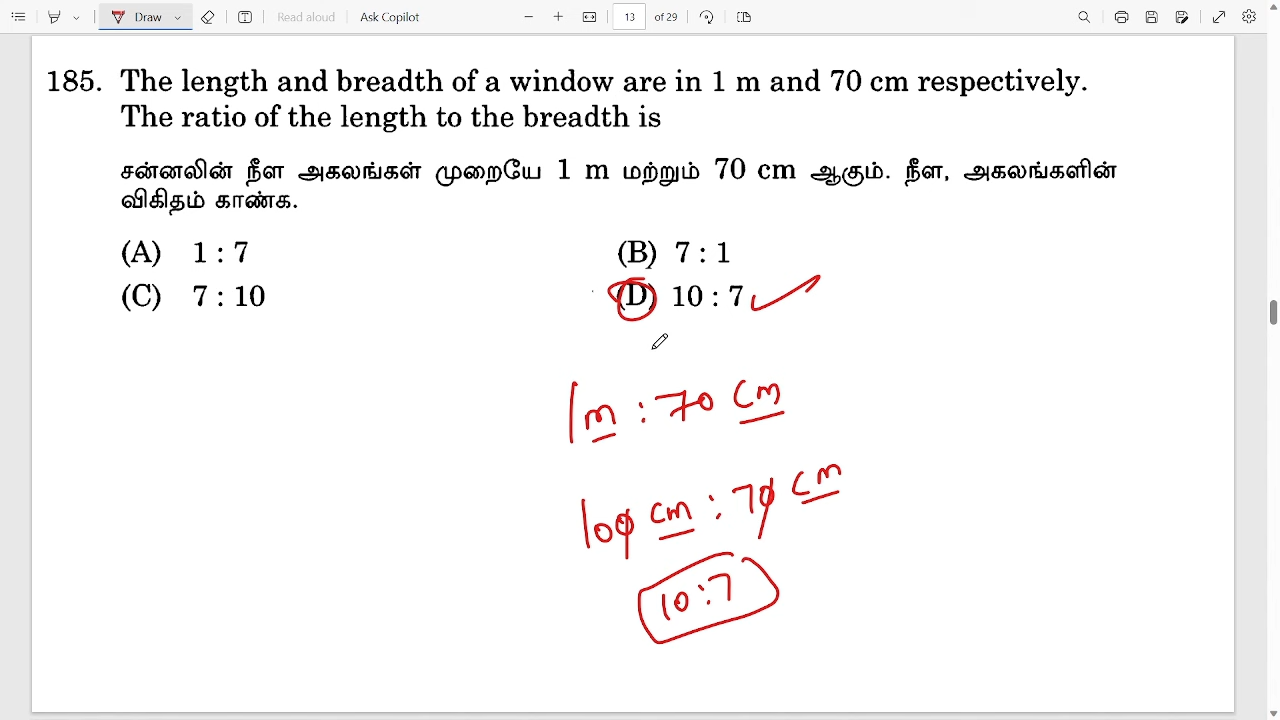 Draw
Read aloud
Ask Copilot
13 of 29
185. The length and breadth of a window are in 1 m and 70 cm respectively.
The ratio of the length to the breadth is
சன்னலின் நீள அகலங்கள் முறையே 1 m மற்றும் 70 cm ஆகும். நீள, அகலங்களின்
விகிதம் காண்க.
(A) 1 : 7
(B) 7 : 1
(C) 7 : 10
(D) 10 : 7
1m : 70 cm
100 cm : 70 cm
10 : 7